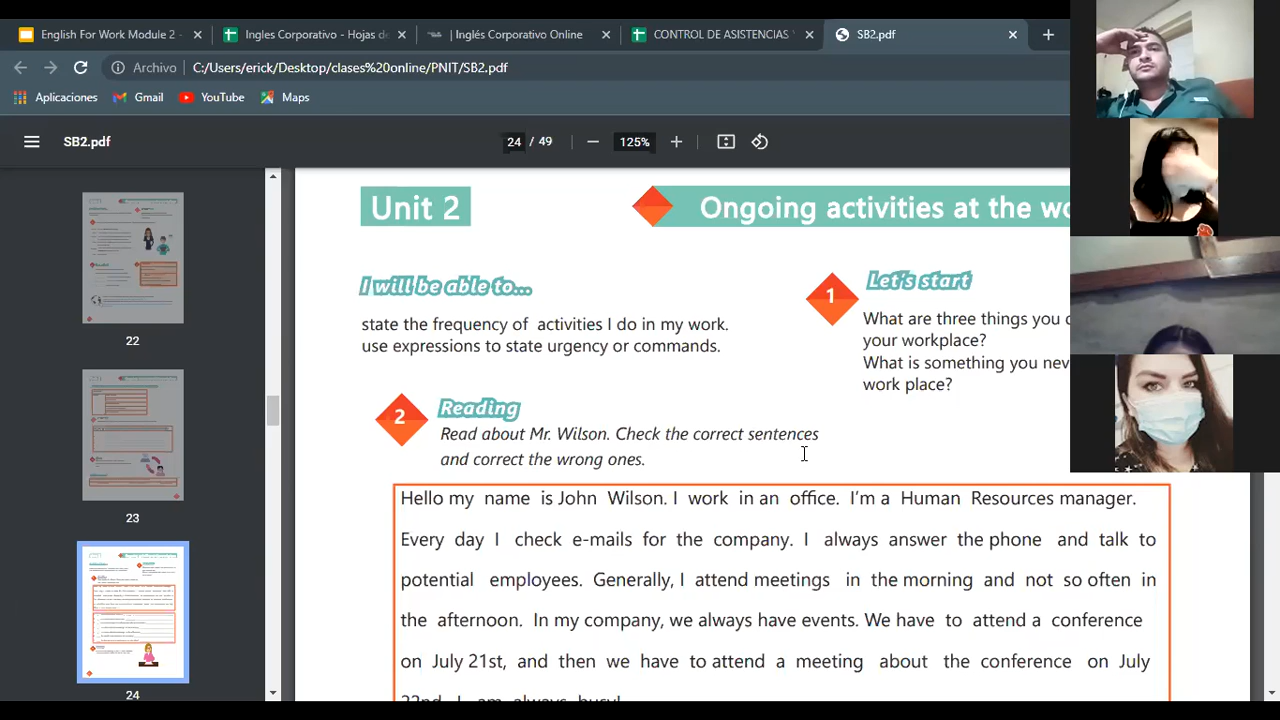 English For Work Module 2 -
Ingles Corporativo - Hojas de
| Inglés Corporativo Online
CONTROL DE ASISTENCIAS
SB2.pdf
Archivo
C:/Users/erick/Desktop/clases%20online/PNIT/SB2.pdf
Aplicaciones
Gmail
YouTube
Maps
SB2.pdf
24 / 49
125%
22
23
24
Unit 2
Ongoing activities at the wo
I will be able to...
state the frequency of activities I do in my work.
use expressions to state urgency or commands.
1
Let's start
What are three things you
your workplace?
What is something you nev
work place?
2
Reading
Read about Mr. Wilson. Check the correct sentences
and correct the wrong ones.
Hello my name is John Wilson. I work in an office. I'm a Human Resources manager.
Every day I check e-mails for the company. I always answer the phone and talk to
potential employees. Generally, I attend meetings in the morning and not so often in
the afternoon. In my company, we always have events. We have to attend a conference
on July 21st, and then we have to attend a meeting about the conference on July
22nd. I am always busy!